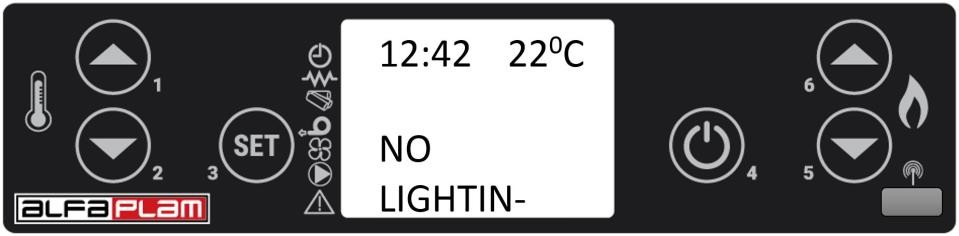 12:42 22⁰C
NO
LIGHTIN-
1
2
SET
3
4
6
5
ALFAPLAM